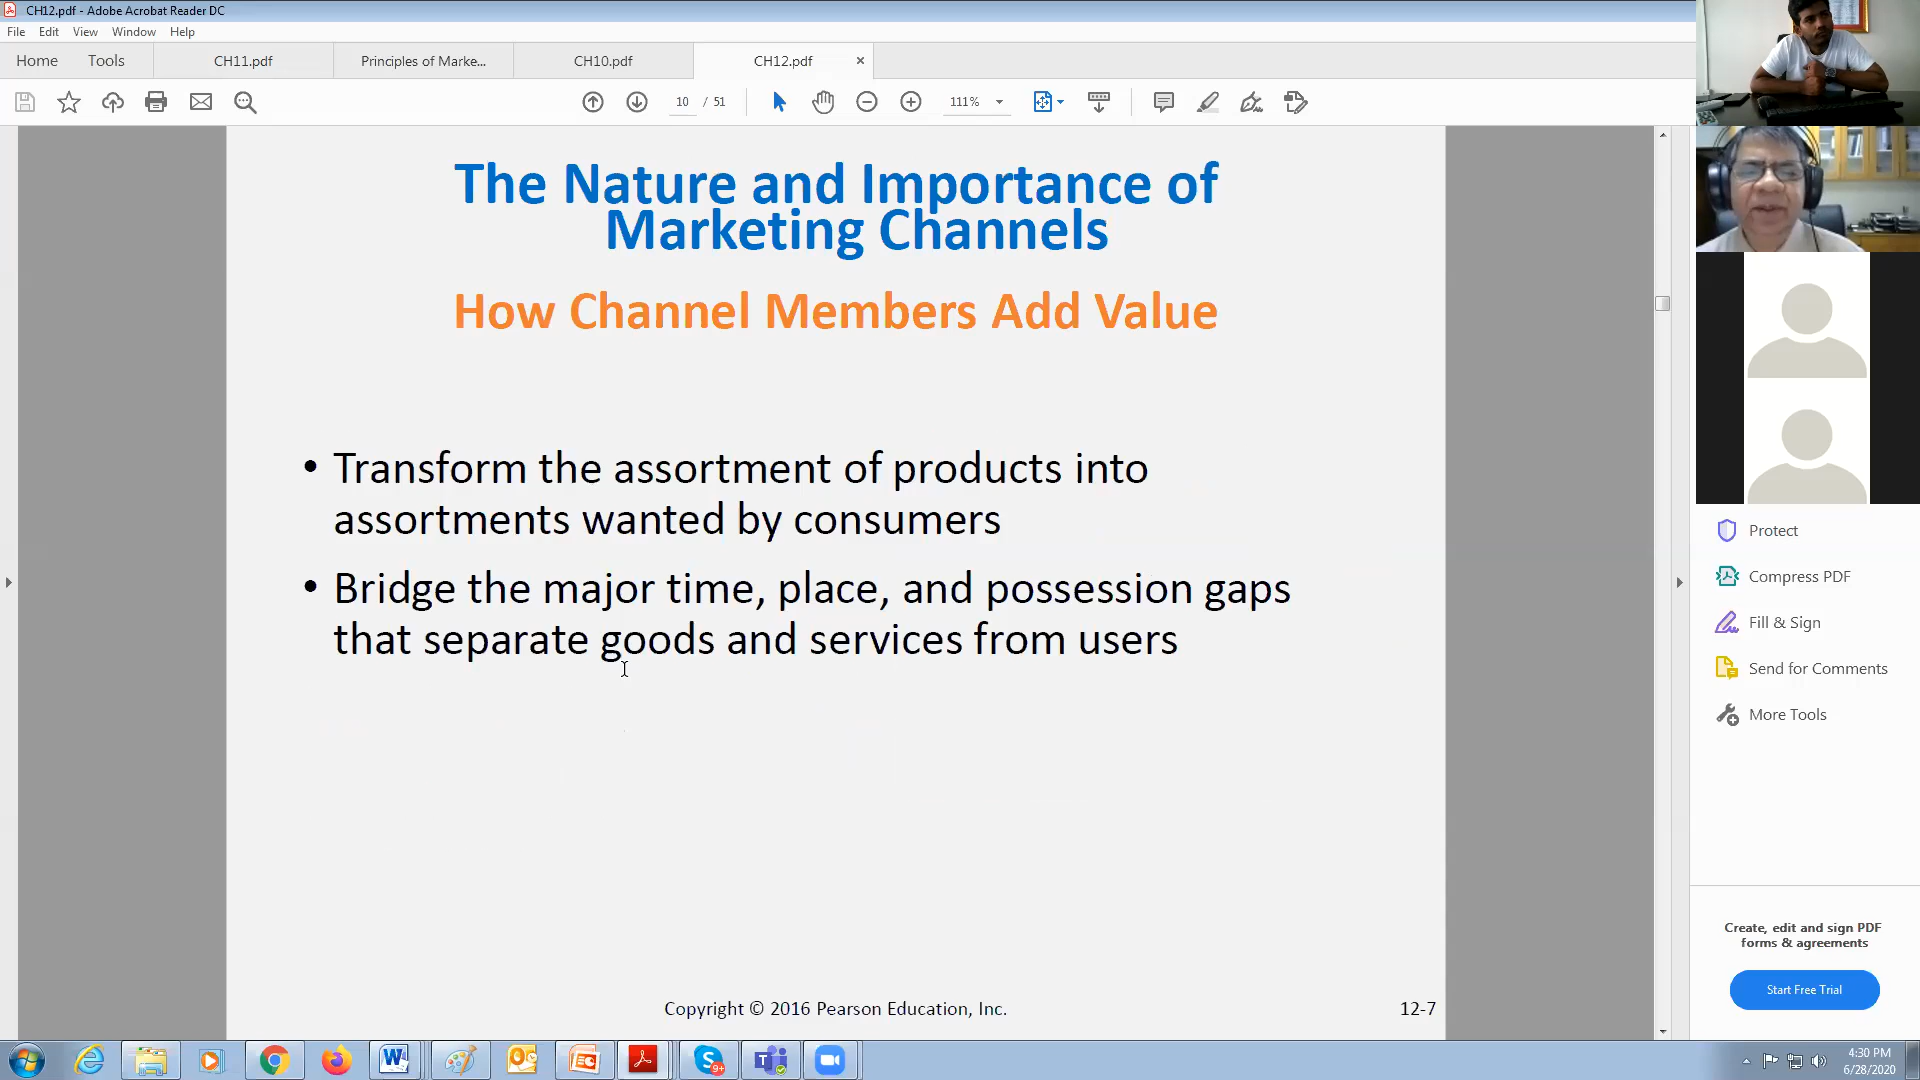 CH12.pdf - Adobe Acrobat Reader DC
File Edit View Window Help
Home Tools CH11.pdf Principles of Marke... CH10.pdf CH12.pdf ×
10 / 51 111%
The Nature and Importance of
Marketing Channels
How Channel Members Add Value
• Transform the assortment of products into
assortments wanted by consumers
• Bridge the major time, place, and possession gaps
that separate goods and services from users
Copyright © 2016 Pearson Education, Inc.
12-7
Protect
Compress PDF
Fill & Sign
Send for Comments
More Tools
Create, edit and sign PDF
forms & agreements
Start Free Trial
9+
4:30 PM
6/28/2020